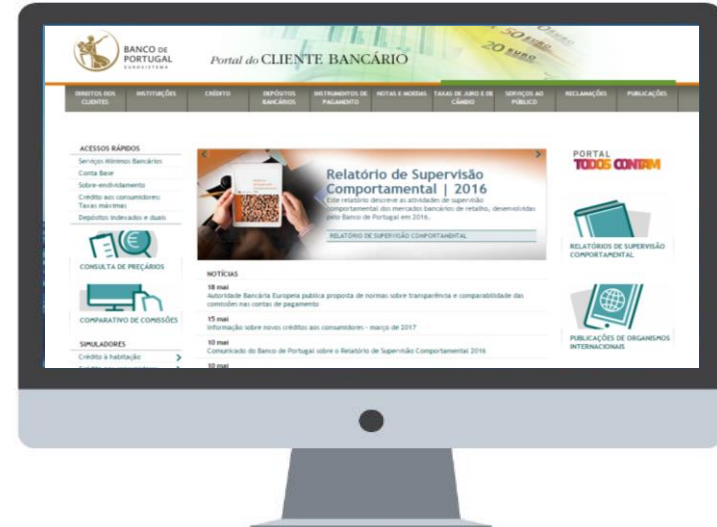 BANCO DE
PORTUGAL
EUROSISTEMA
Portal do CLIENTE BANCÁRIO
50 EURO
20 EURO
DIREITOS DOS
CLIENTES
INSTITUIÇÕES
CRÉDITO
DEPÓSITOS
BANCÁRIOS
INSTRUMENTOS DE
PAGAMENTO
NOTAS E MOEDAS
TAXAS DE JURO E DE
CÂMBIO
SERVIÇOS AO
PÚBLICO
RECLAMAÇÕES
PUBLICAÇÕES
ACESSOS RÁPIDOS
Serviços Mínimos Bancários
Conta Base
Sobre-endividamento
Crédito aos consumidores:
Taxas máximas
Depósitos indexados e duais
CONSULTA DE PREÇÁRIOS
COMPARATIVO DE COMISSÕES
SIMULADORES
Crédito à habitação
Relatório de Supervisão
Comportamental | 2016
Este relatório descreve as atividades de supervisão
comportamental dos mercados bancários de retalho, desenvolvidas
pelo Banco de Portugal em 2016.
RELATÓRIO DE SUPERVISÃO COMPORTAMENTAL
NOTÍCIAS
18 mai
Autoridade Bancária Europeia publica proposta de normas sobre transparência e comparabilidade das
comissões nas contas de pagamento
15 mai
Informação sobre novos créditos aos consumidores - março de 2017
10 mai
Comunicado do Banco de Portugal sobre o Relatório de Supervisão Comportamental 2016
10 mai
PORTAL
TODOS CONTAM
RELATÓRIOS DE SUPERVISÃO
COMPORTAMENTAL
PUBLICAÇÕES DE ORGANISMOS
INTERNACIONAIS